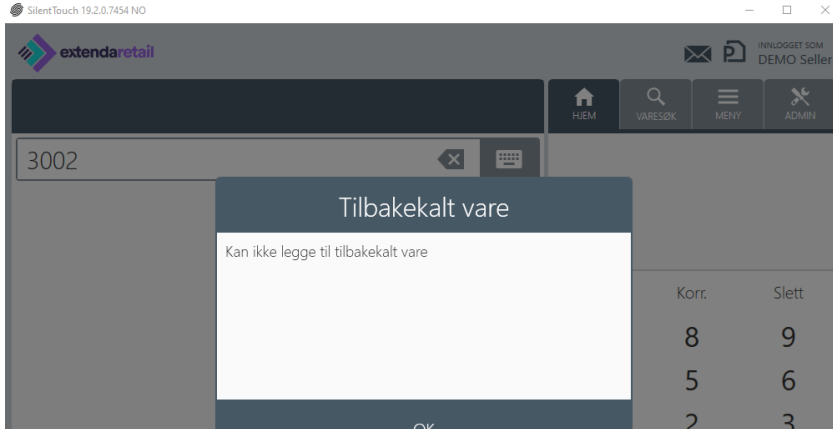 SilentTouch 19.2.0.7454 NO
extendaretail
INNLOGGET SOM
DEMO Seller
HJEM
VARESØK
MENY
ADMIN
3002
Tilbakekalt vare
Kan ikke legge til tilbakekalt vare
OK
Korr.
Slett
8
9
5
6
2
3